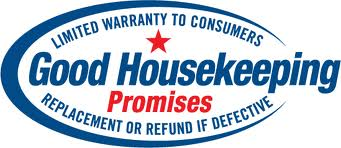 LIMITED WARRANTY TO CONSUMERS
Good Housekeeping
Promises
REPLACEMENT OR REFUND IF DEFECTIVE